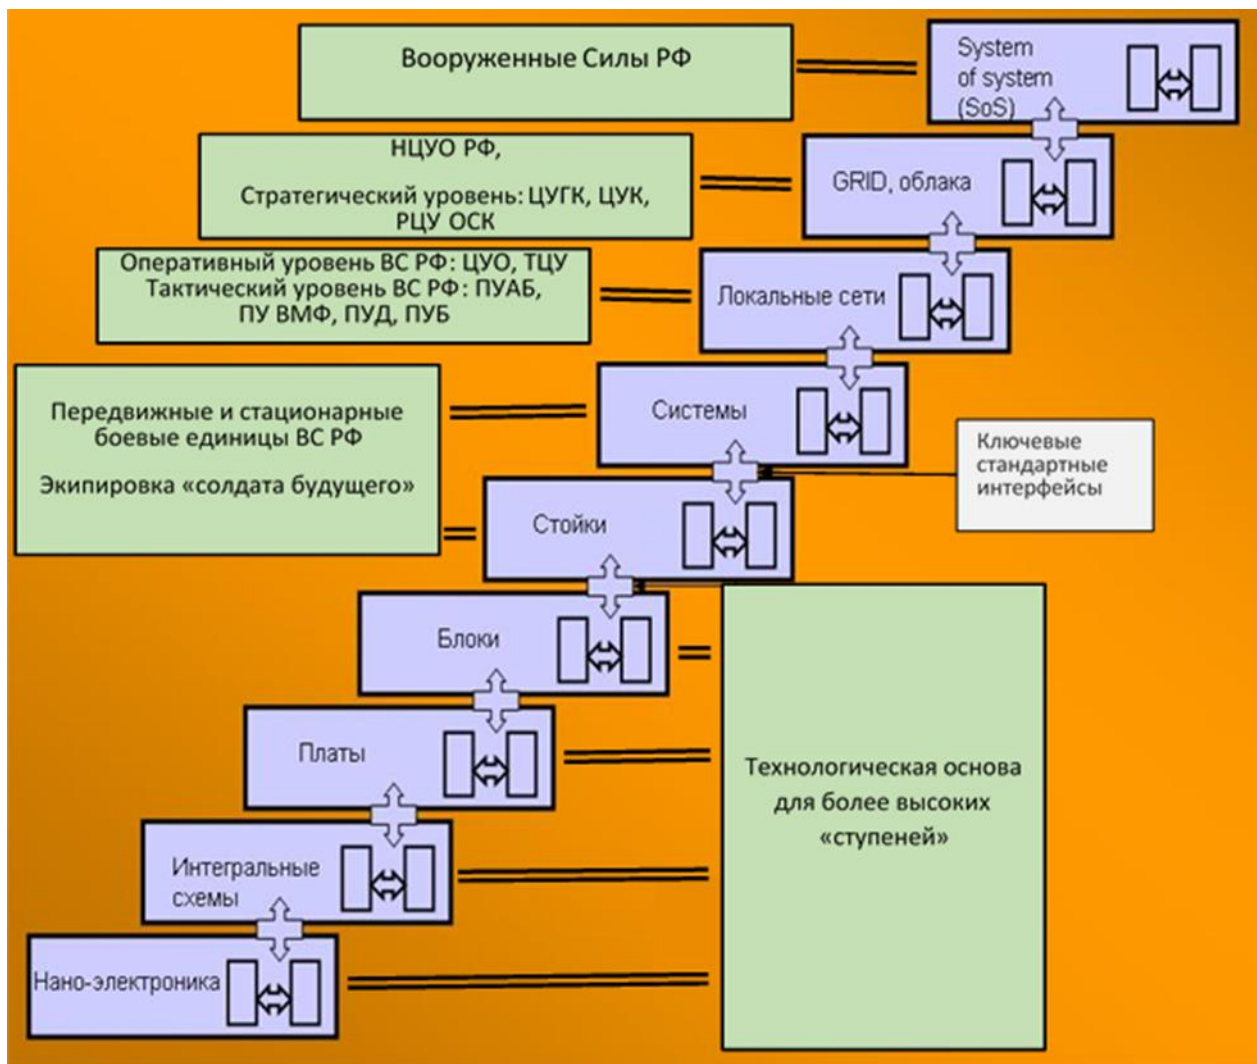 Вооруженные Силы РФ
System
of system
(SoS)
НЦУО РФ,
Стратегический уровень: ЦУГК, ЦУК,
РЦУ ОСК
GRID, облака
Оперативный уровень ВС РФ: ЦУО, ТЦУ
Тактический уровень ВС РФ: ПУАБ,
ПУ ВМФ, ПУД, ПУБ
Локальные сети
Передвижные и стационарные
боевые единицы ВС РФ
Экипировка «солдата будущего»
Системы
Ключевые
стандартные
интерфейсы
Стойки
Блоки
Платы
Технологическая основа
для более высоких
«ступеней»
Интегральные
схемы
Нано-электроника